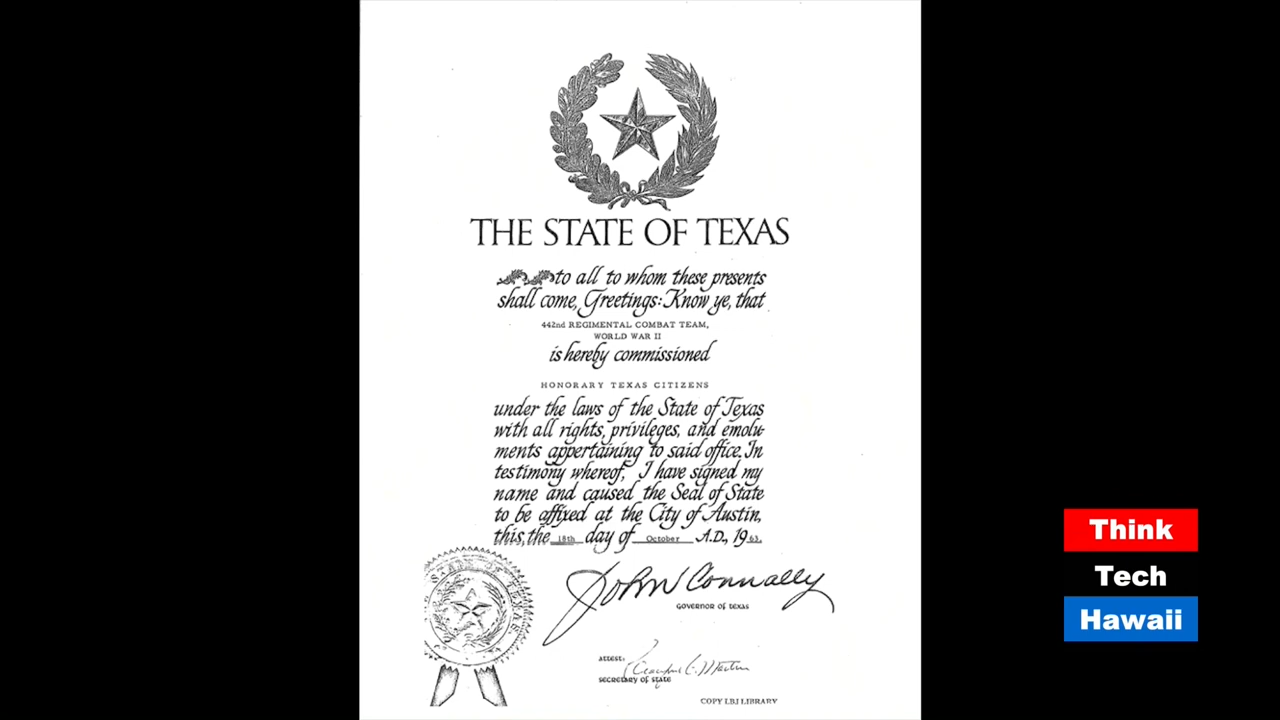 THE STATE OF TEXAS
to all to whom these presents
shall come, Greetings: Know ye, that
442nd REGIMENTAL COMBAT TEAM,
WORLD WAR II
is hereby commissioned
HONORARY TEXAS CITIZENS
under the laws of the State of Texas
with all rights, privileges, and emolu-
ments appertaining to said office. In
testimony whereof, I have signed my
name and caused the Seal of State
to be affixed at the City of Austin,
this, the 18th day of October A.D., 1963.
John Connally
GOVERNOR OF TEXAS
ATTEST:
SECRETARY OF STATE
COPY LBJ LIBRARY
Think
Tech
Hawaii